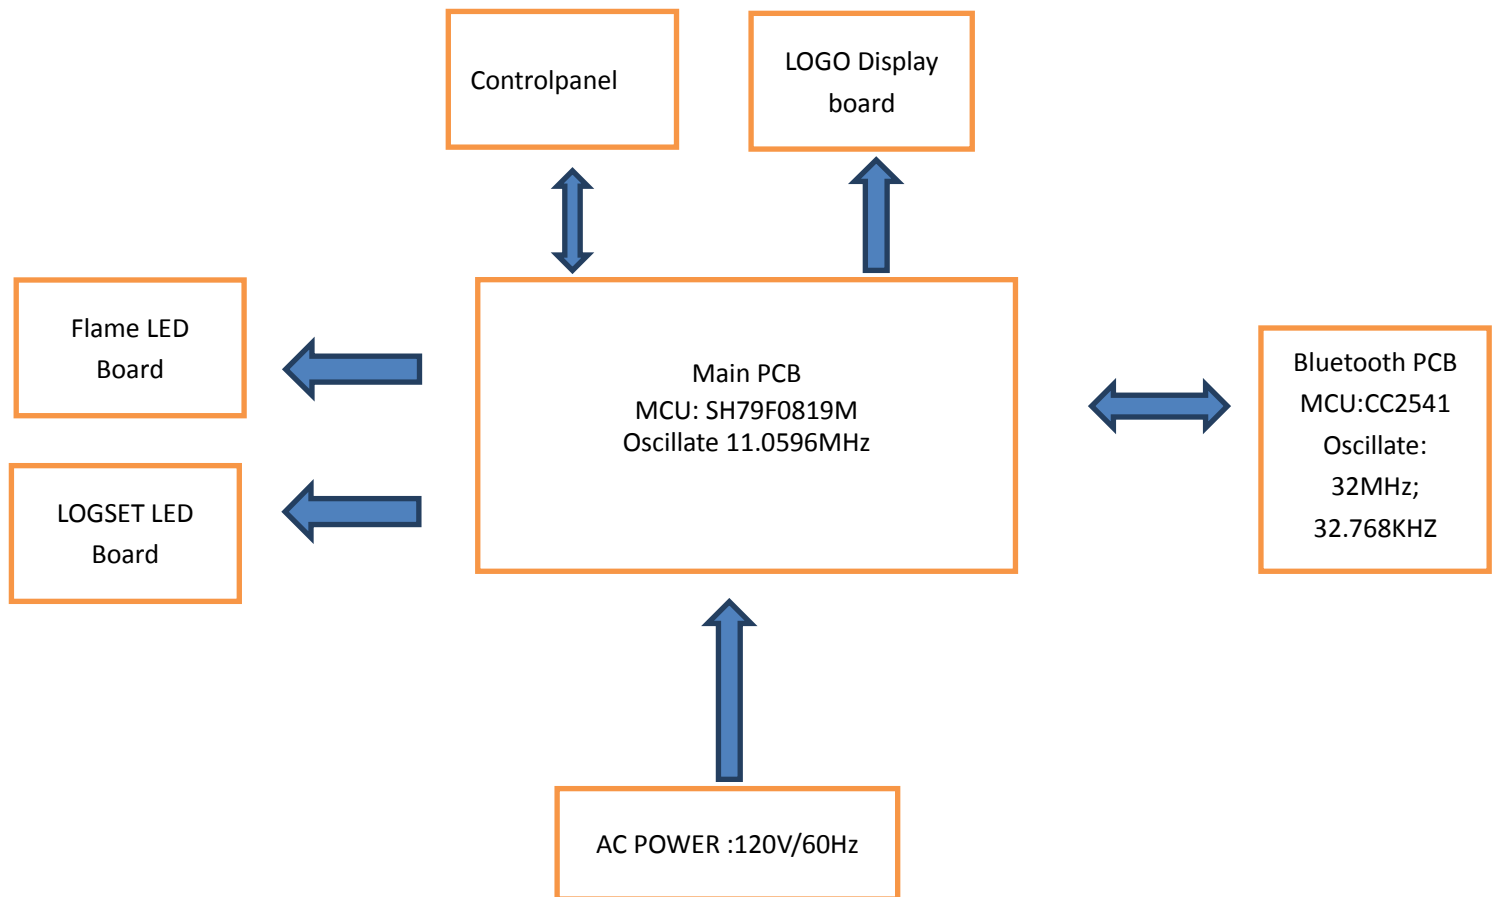 Controlpanel
LOGO Display
board
Flame LED
Board
LOGSET LED
Board
Main PCB
MCU: SH79F0819M
Oscillate 11.0596MHz
Bluetooth PCB
MCU:CC2541
Oscillate:
32MHz;
32.768KHZ
AC POWER :120V/60Hz